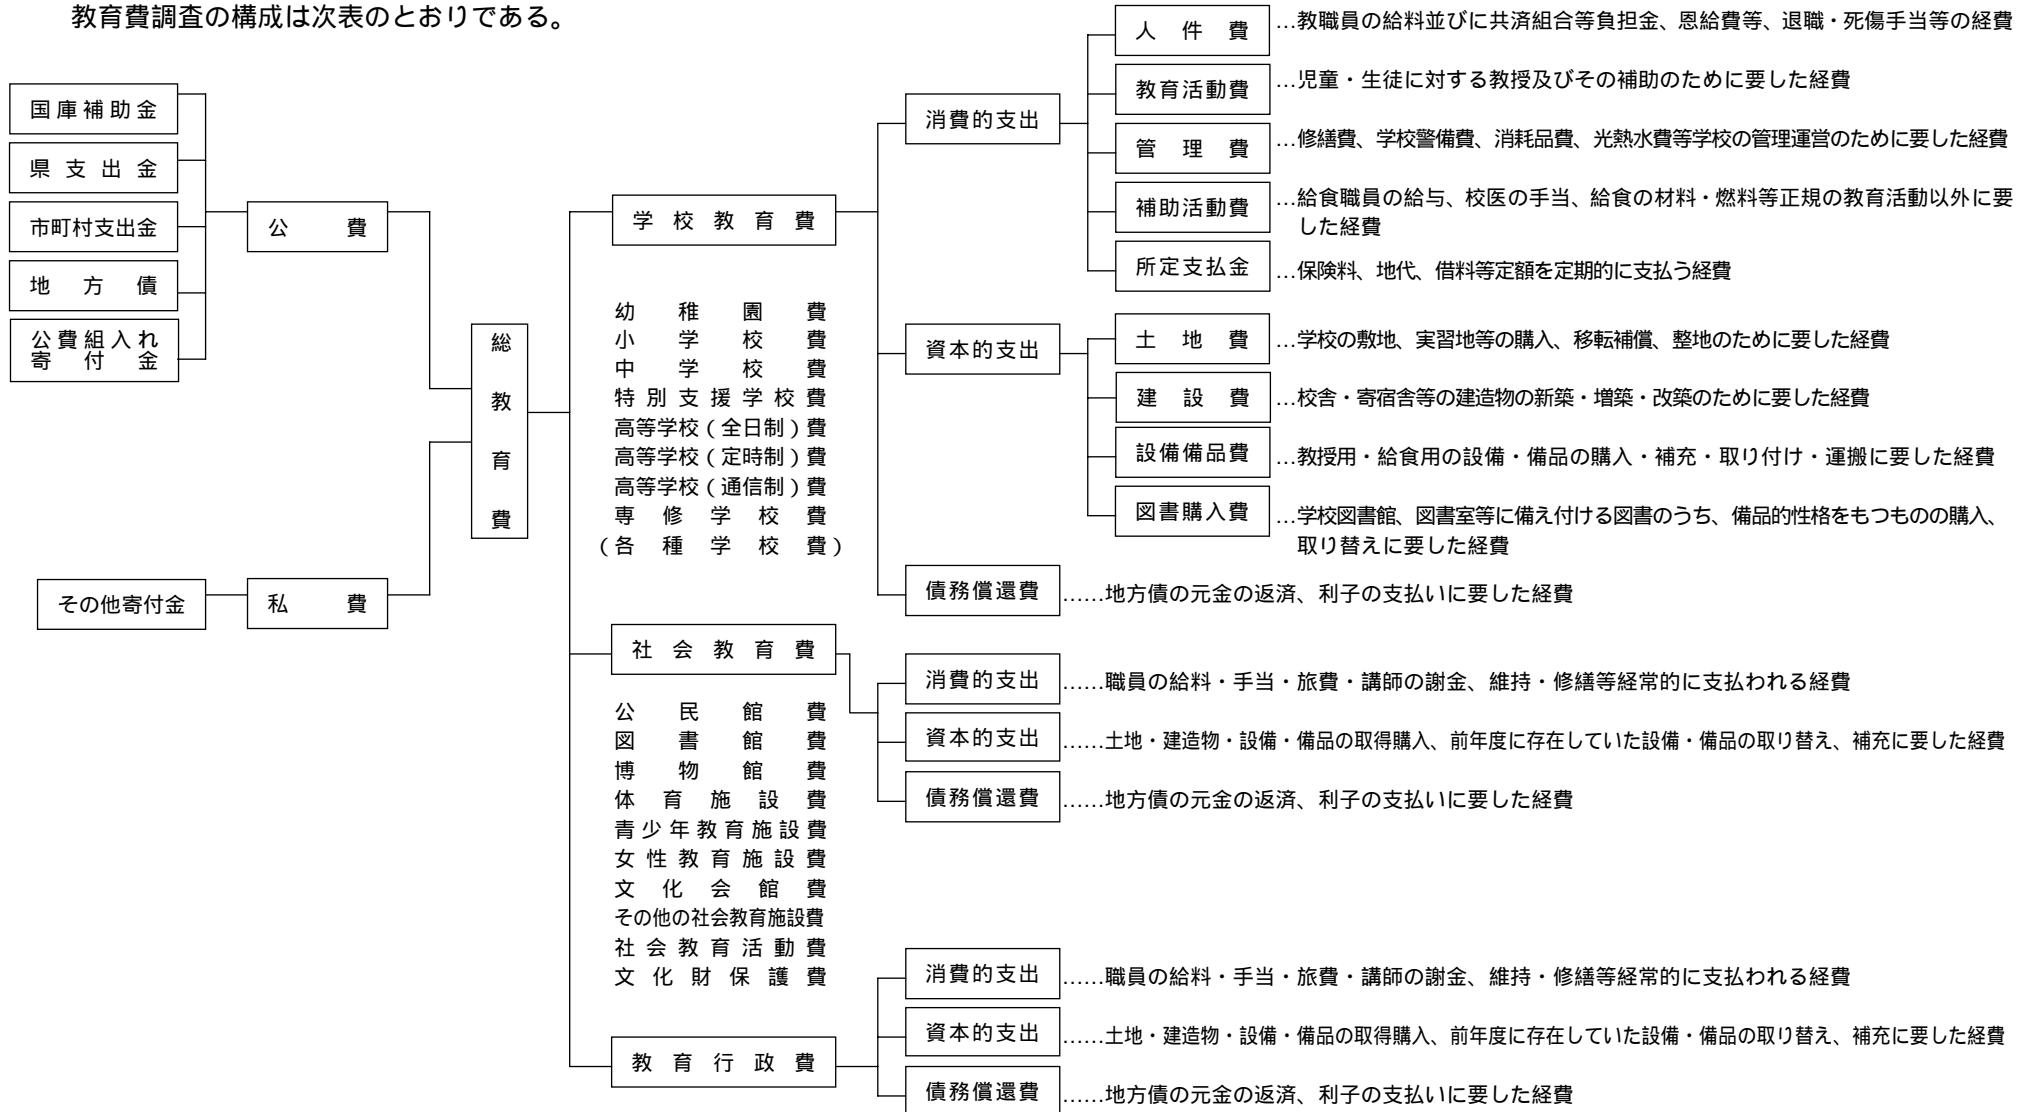 教育費調査の構成は次表のとおりである。
国庫補助金
県支出金
市町村支出金
地方債
公費組入れ
寄付金
その他寄付金
公費
私費
総教育費
学校教育費
幼稚園費
小学校費
中学校費
特別支援学校費
高等学校(全日制)費
高等学校(定時制)費
高等学校(通信制)費
専修学校費
(各種学校費)
消費的支出
人件費 …教職員の給料並びに共済組合等負担金、恩給費等、退職・死傷手当等の経費
教育活動費 …児童・生徒に対する教授及びその補助のために要した経費
管理費 …修繕費、学校警備費、消耗品費、光熱水費等学校の管理運営のために要した経費
補助活動費 …給食職員の給与、校医の手当、給食の材料・燃料等正規の教育活動以外に要
した経費
所定支払金 …保険料、地代、借料等定額を定期的に支払う経費
資本的支出
土地費 …学校の敷地、実習地等の購入、移転補償、整地のために要した経費
建設費 …校舎・寄宿舎等の建造物の新築・増築・改築のために要した経費
設備備品費 …教授用・給食用の設備・備品の購入・補充・取り付け・運搬に要した経費
図書購入費 …学校図書館、図書室等に備え付ける図書のうち、備品的性格をもつものの購入、
取り替えに要した経費
債務償還費 ……地方債の元金の返済、利子の支払いに要した経費
社会教育費
公民館費
図書館費
博物館費
体育施設費
青少年教育施設費
女性教育施設費
文化会館費
その他の社会教育施設費
社会教育活動費
文化財保護費
消費的支出 ……職員の給料・手当・旅費・講師の謝金、維持・修繕等経常的に支払われる経費
資本的支出 ……土地・建造物・設備・備品の取得購入、前年度に存在していた設備・備品の取り替え、補充に要した経費
債務償還費 ……地方債の元金の返済、利子の支払いに要した経費
教育行政費
消費的支出 ……職員の給料・手当・旅費・講師の謝金、維持・修繕等経常的に支払われる経費
資本的支出 ……土地・建造物・設備・備品の取得購入、前年度に存在していた設備・備品の取り替え、補充に要した経費
債務償還費 ……地方債の元金の返済、利子の支払いに要した経費